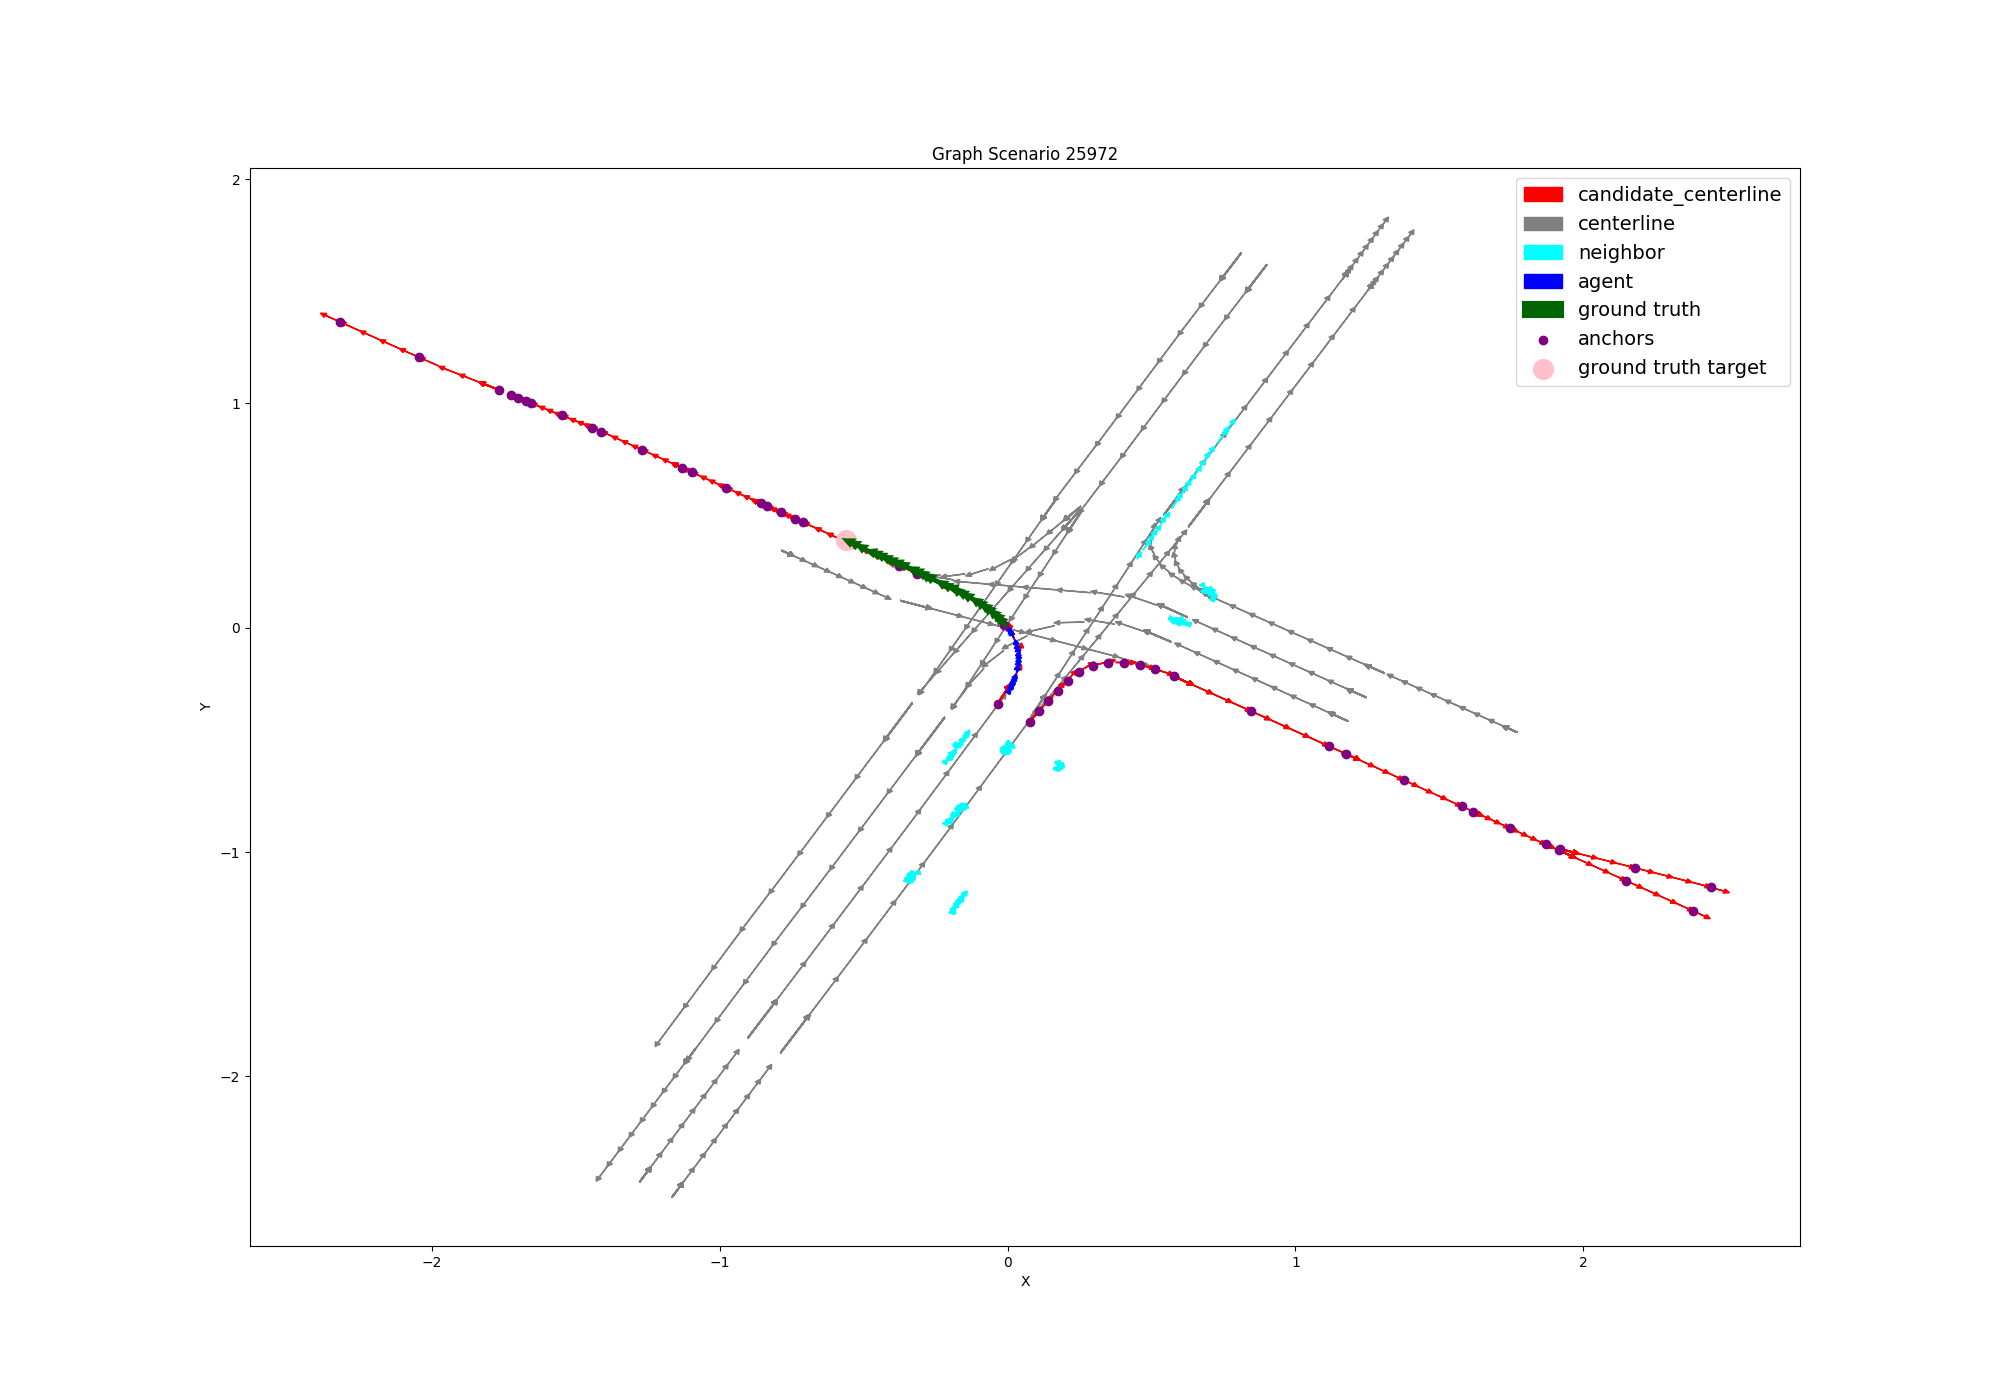 Graph Scenario 25972
candidate_centerline
centerline
neighbor
agent
ground truth
anchors
ground truth target
2
1
0
−1
−2
Y
−2
−1
0
1
2
X